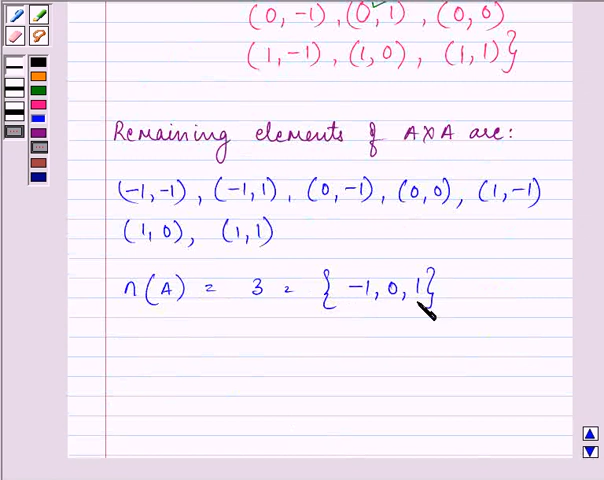 (0, -1), (0, 1), (0, 0)
(1, -1), (1, 0), (1, 1)}
Remaining elements of A×A are:
(-1, -1), (-1, 1), (0, -1), (0, 0), (1, -1)
(1, 0), (1, 1)
n(A) = 3 = { -1, 0, 1}